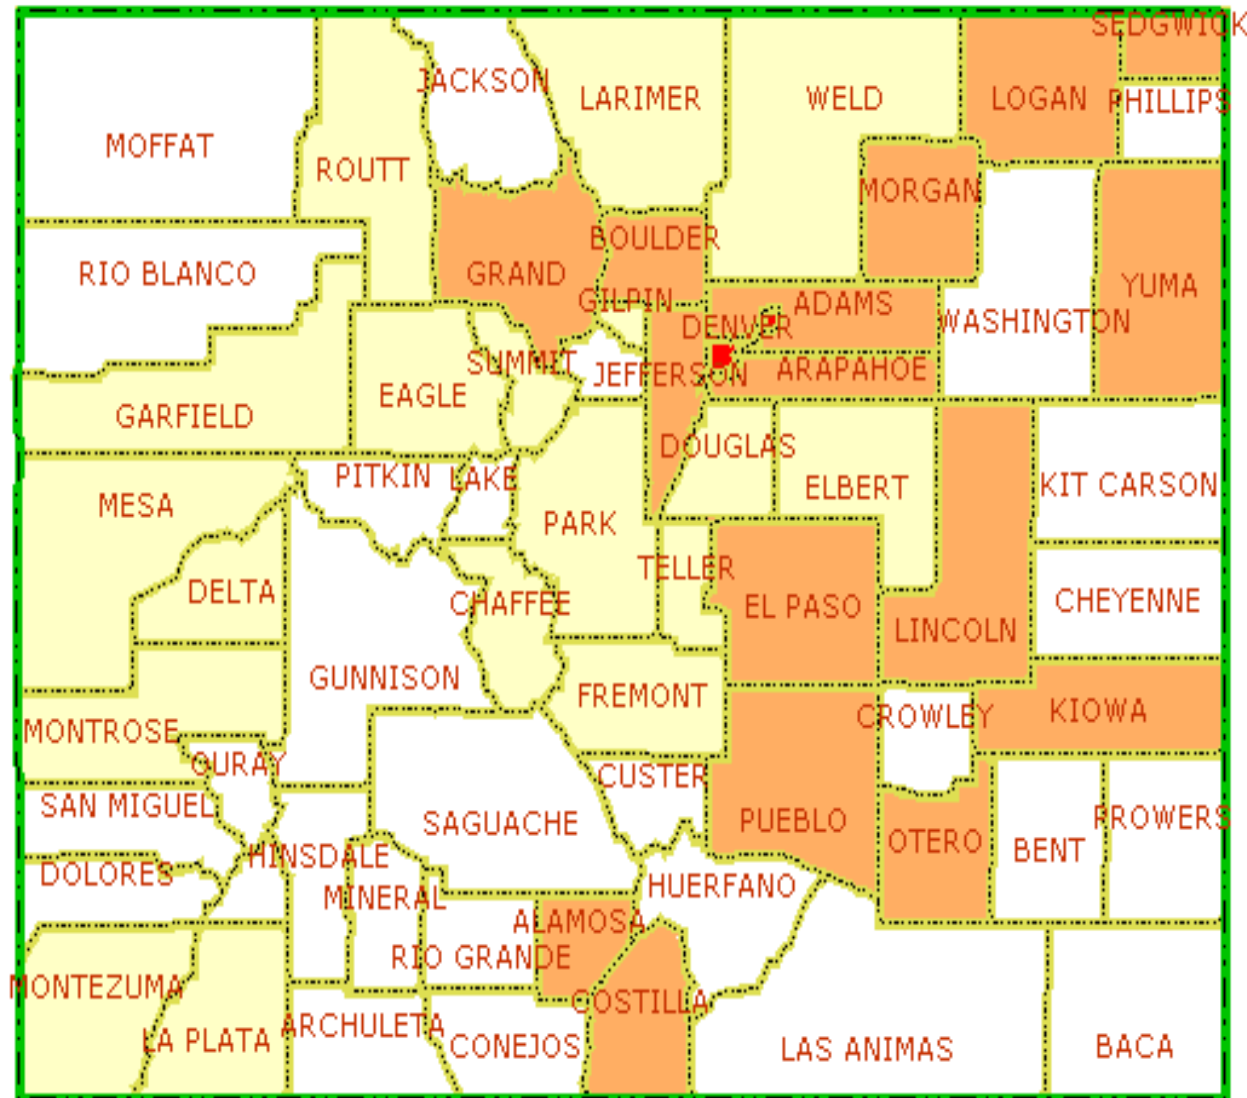 SEDGWICK
JACKSON
LARIMER
WELD
LOGAN
PHILLIPS
MOFFAT
ROUTT
MORGAN
BOULDER
RIO BLANCO
GRAND
YUMA
GILPIN
ADAMS
DENVER
WASHINGTON
SUMMIT
JEFFERSON
ARAPAHOE
EAGLE
GARFIELD
DOUGLAS
PITKIN
LAKE
ELBERT
KIT CARSON
MESA
PARK
TELLER
DELTA
CHAFFEE
EL PASO
CHEYENNE
LINCOLN
GUNNISON
FREMONT
CROWLEY
KIOWA
MONTROSE
OURAY
CUSTER
SAN MIGUEL
SAGUACHE
PUEBLO
PROWERS
OTERO
BENT
HINSDALE
DOLORES
MINERAL
HUERFANO
ALAMOSA
RIO GRANDE
MONTEZUMA
COSTILLA
ARCHULETA
LA PLATA
CONEJOS
LAS ANIMAS
BACA